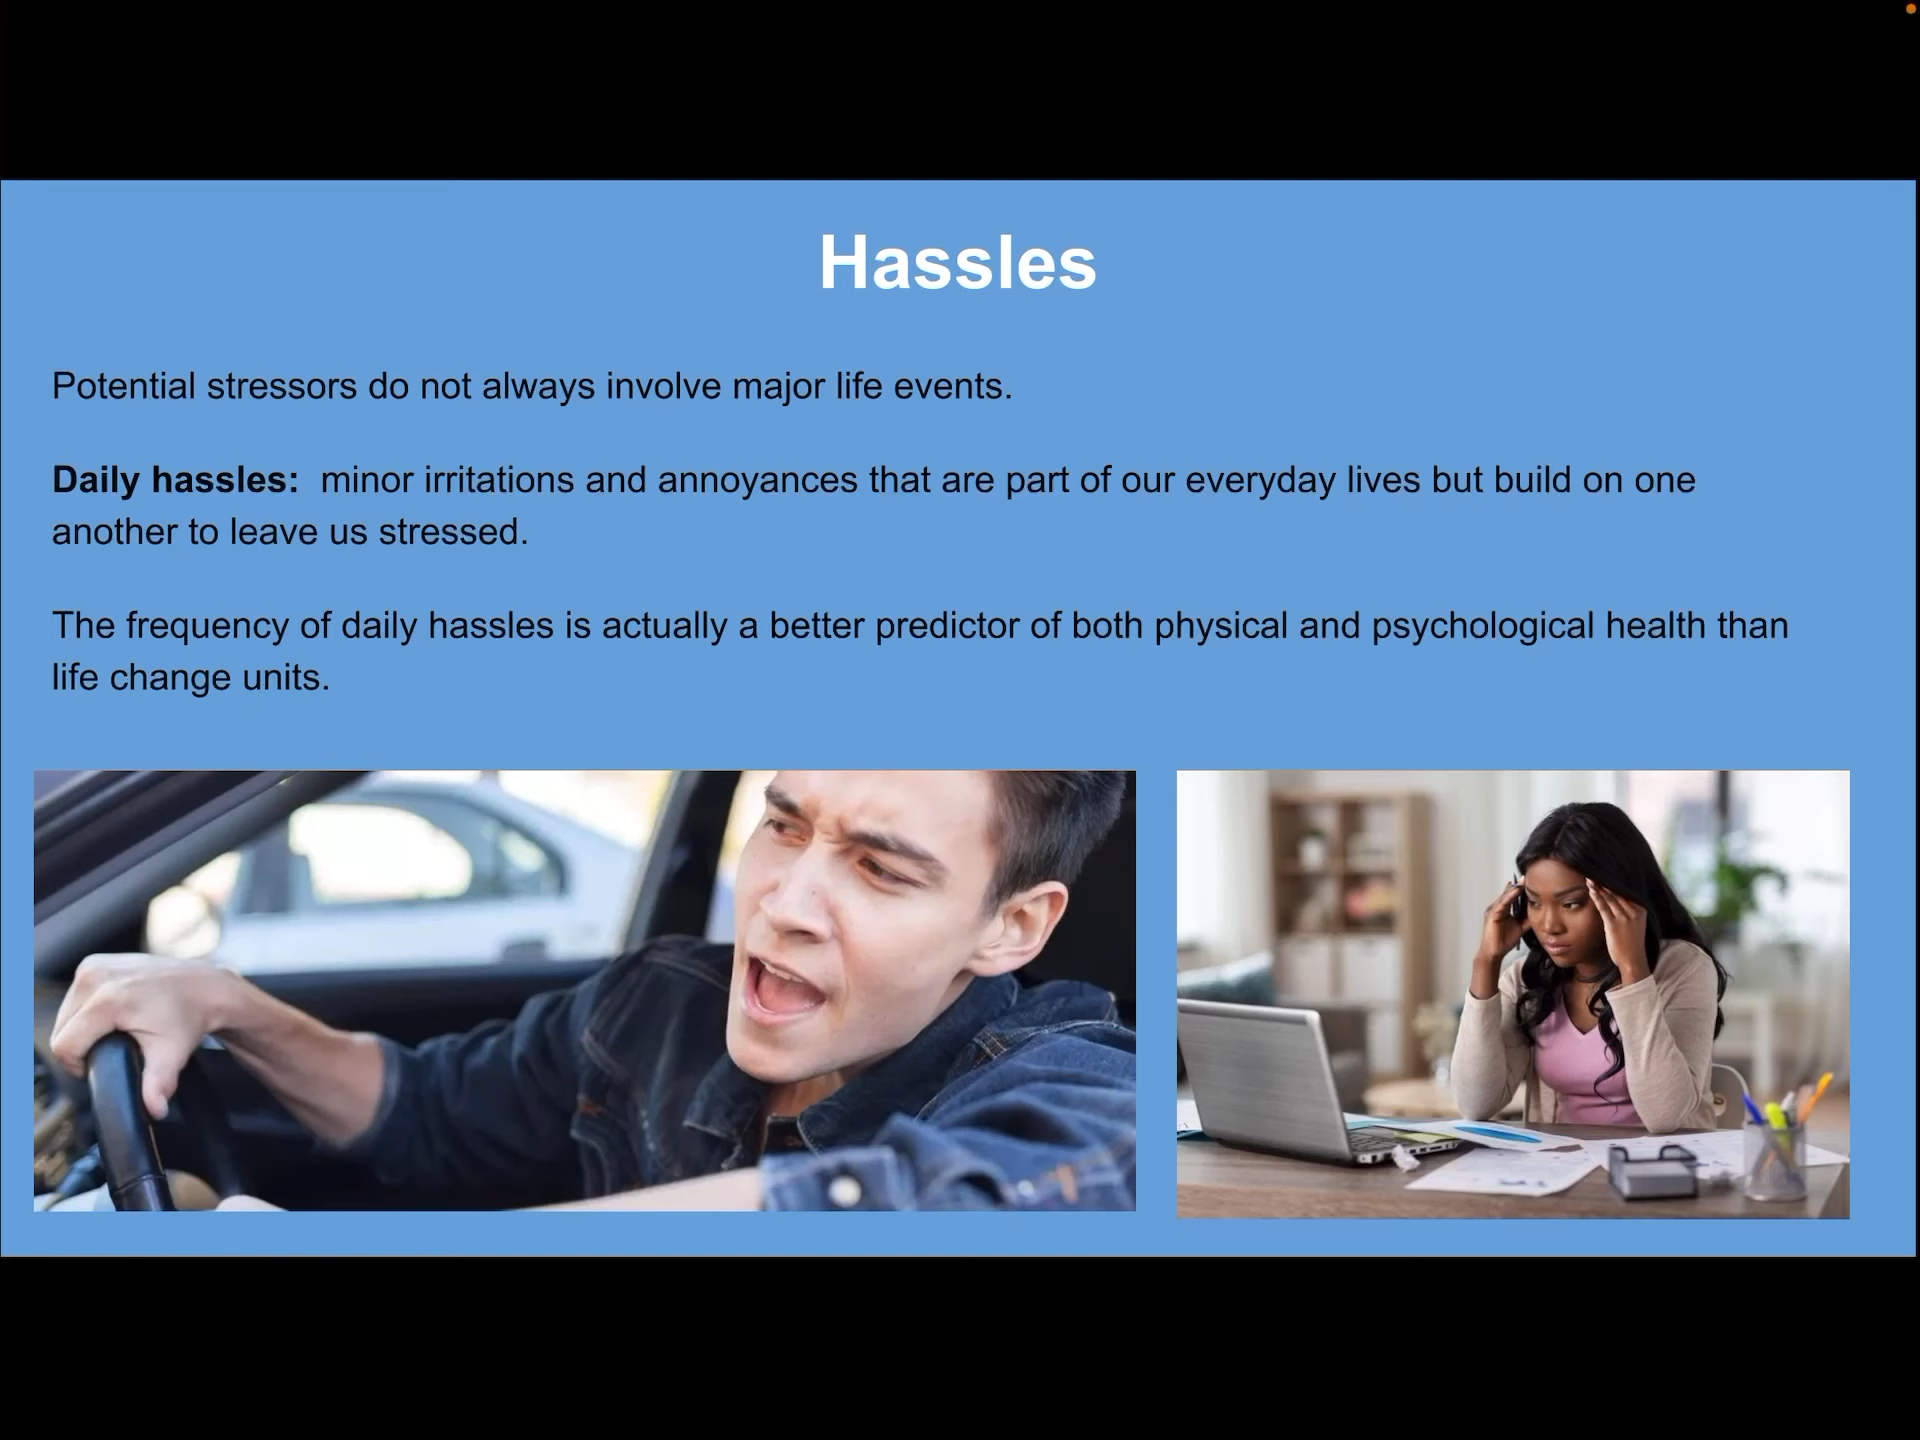 Hassles
Potential stressors do not always involve major life events.
Daily hassles:  minor irritations and annoyances that are part of our everyday lives but build on one
another to leave us stressed.
The frequency of daily hassles is actually a better predictor of both physical and psychological health than
life change units.